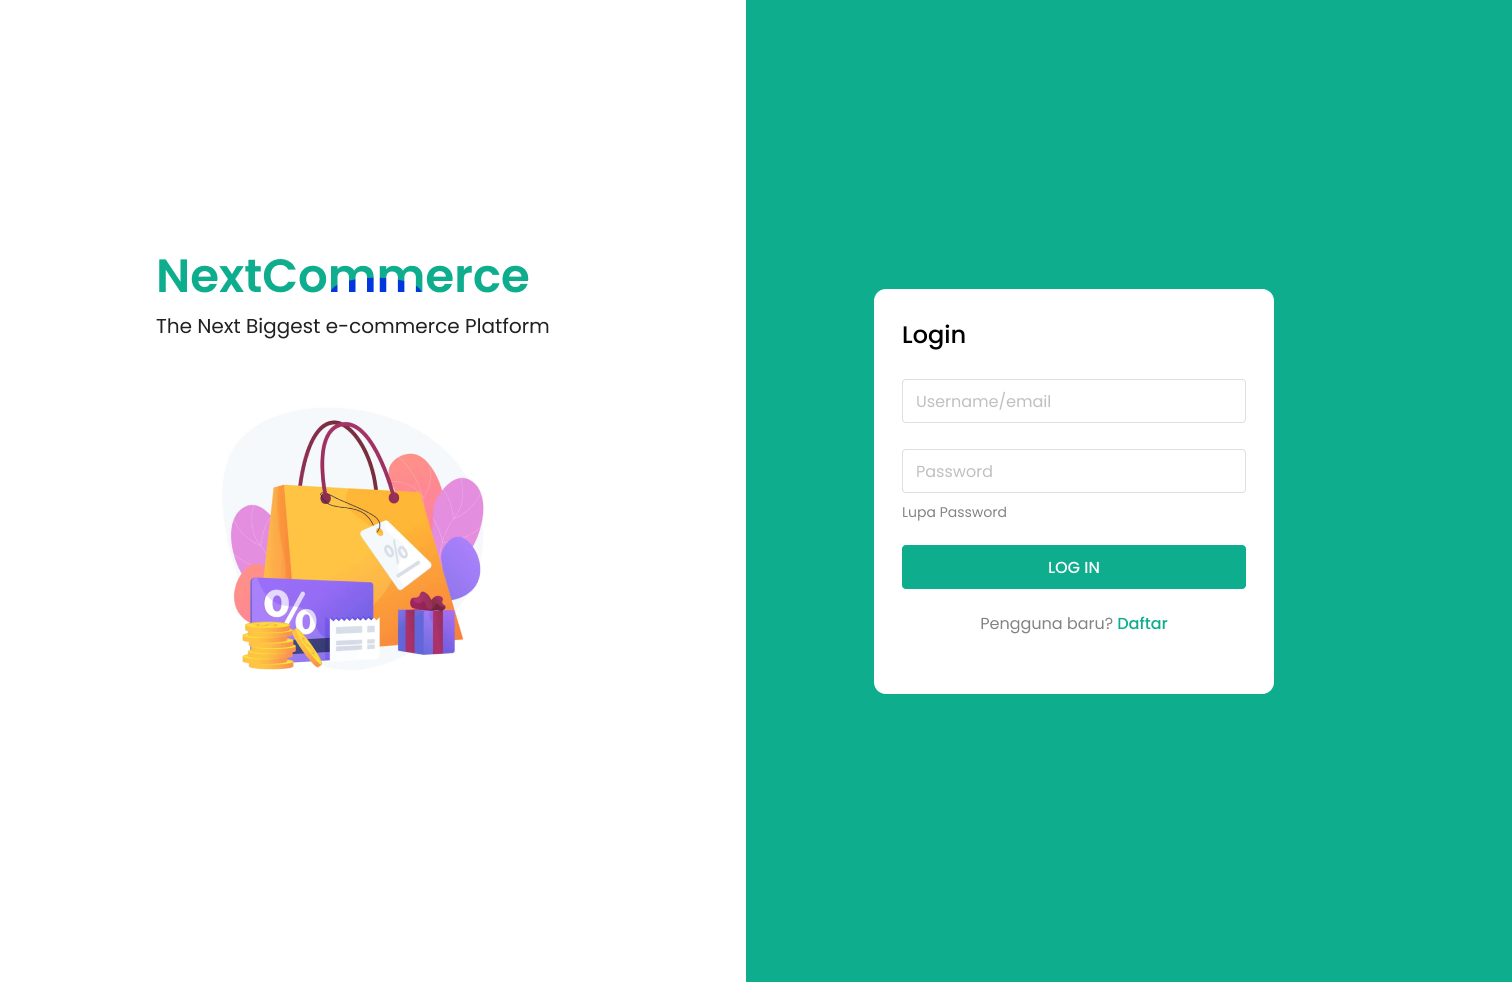 NextCommerce
The Next Biggest e-commerce Platform
%
%
Login
Username/email
Password
Lupa Password
LOG IN
Pengguna baru? Daftar